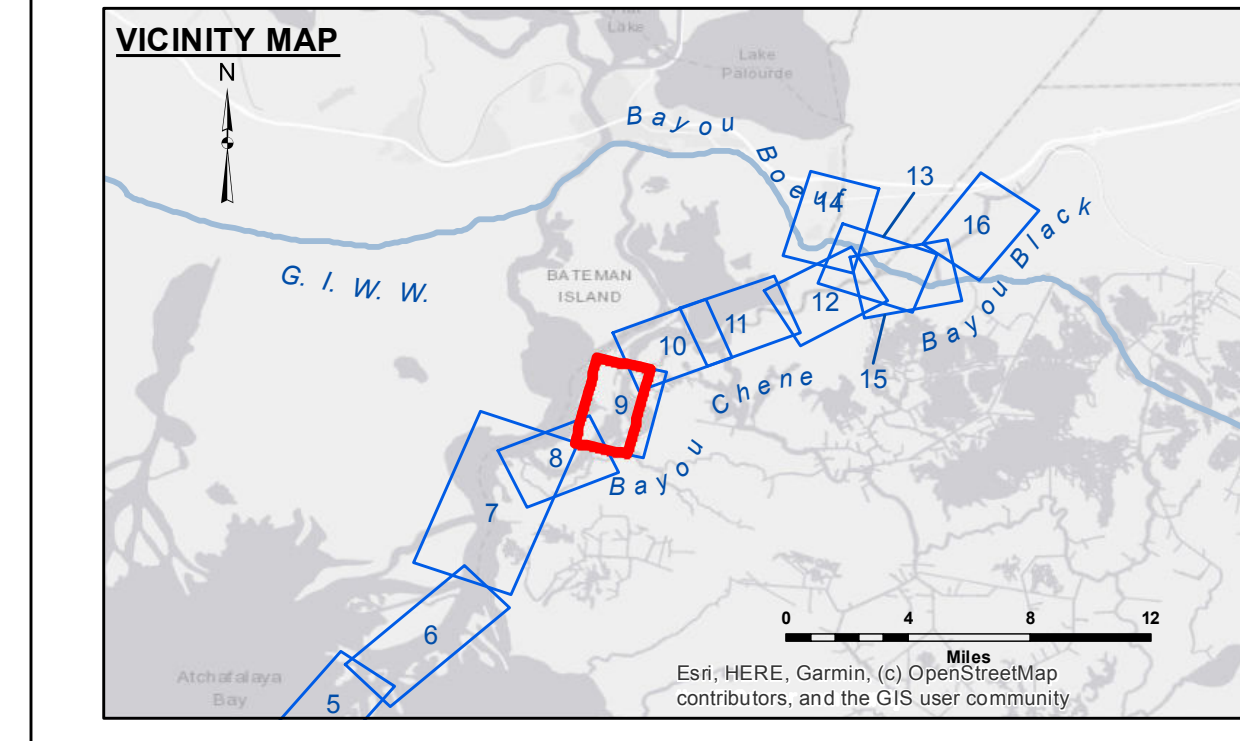 VICINITY MAP
N
Lake
Lake
Palourde
Bayou
Boeuf
13
14
16
Bayou Black
G. I. W. W.
BATEMAN
ISLAND
12
11
10
15
Bayou Chene
9
8
7
6
5
Atchafalaya
Bay
0 4 8 12
Miles
Esri, HERE, Garmin, (c) OpenStreetMap
contributors, and the GIS user community